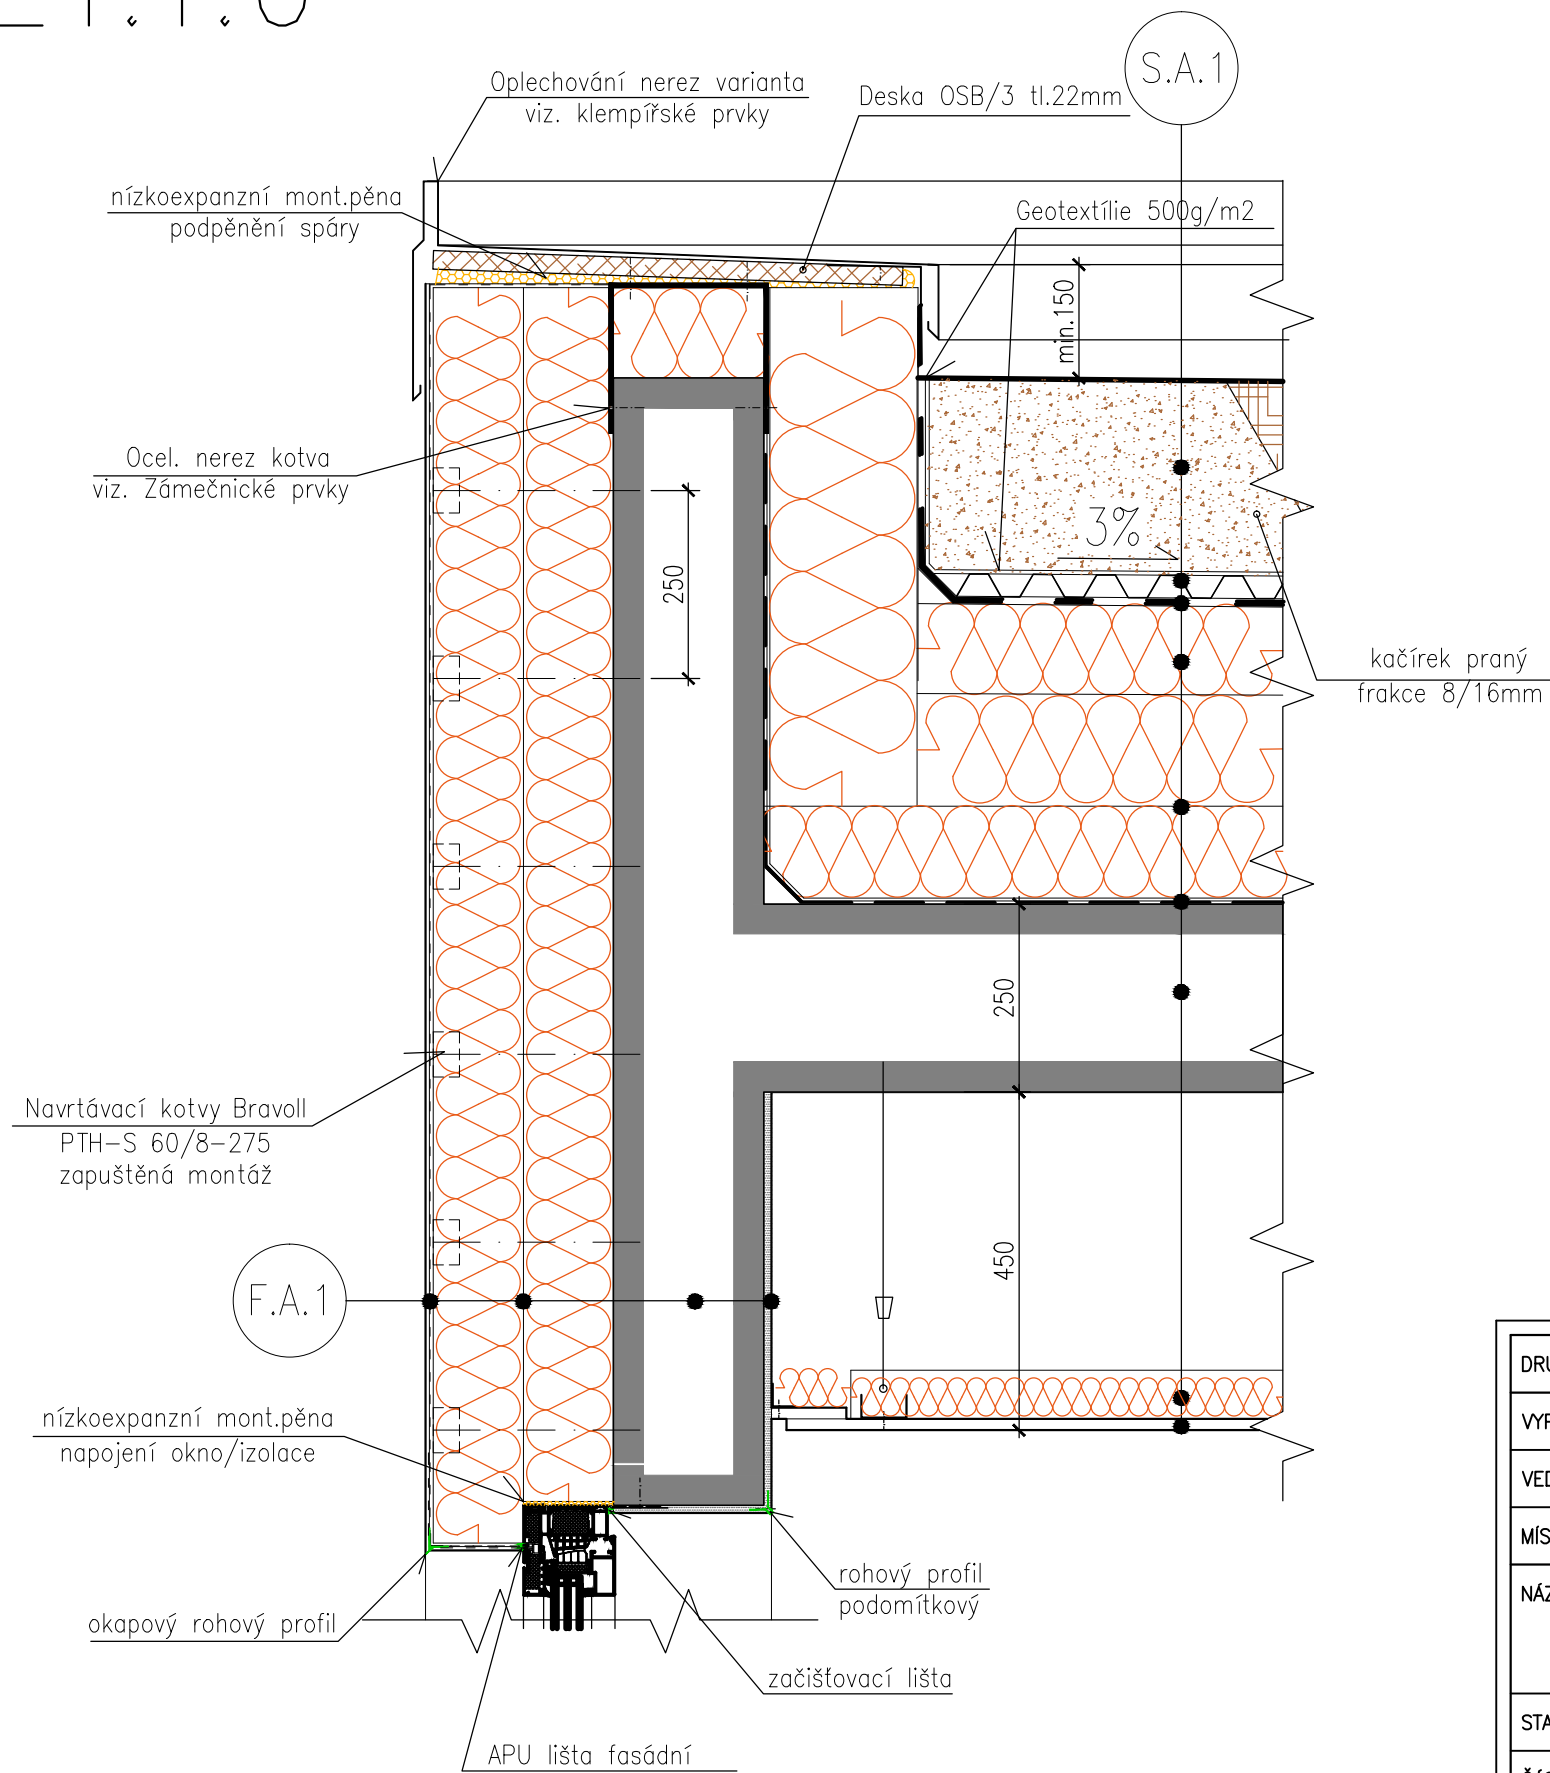 Oplechování nerez varianta
viz. klempířské prvky
Deska OSB/3 tl.22mm
S.A.1
nízkoexpanzní mont.pěna
podpěnění spáry
Geotextílie 500g/m2
min.150
Ocel. nerez kotva
viz. Zámečnické prvky
3%
250
kačírek praný
frakce 8/16mm
250
Navrtávací kotvy Bravoll
PTH-S 60/8-275
zapuštěná montáž
450
F.A.1
nízkoexpanzní mont.pěna
napojení okno/izolace
rohový profil
podomítkový
okapový rohový profil
začišťovací lišta
APU lišta fasádní